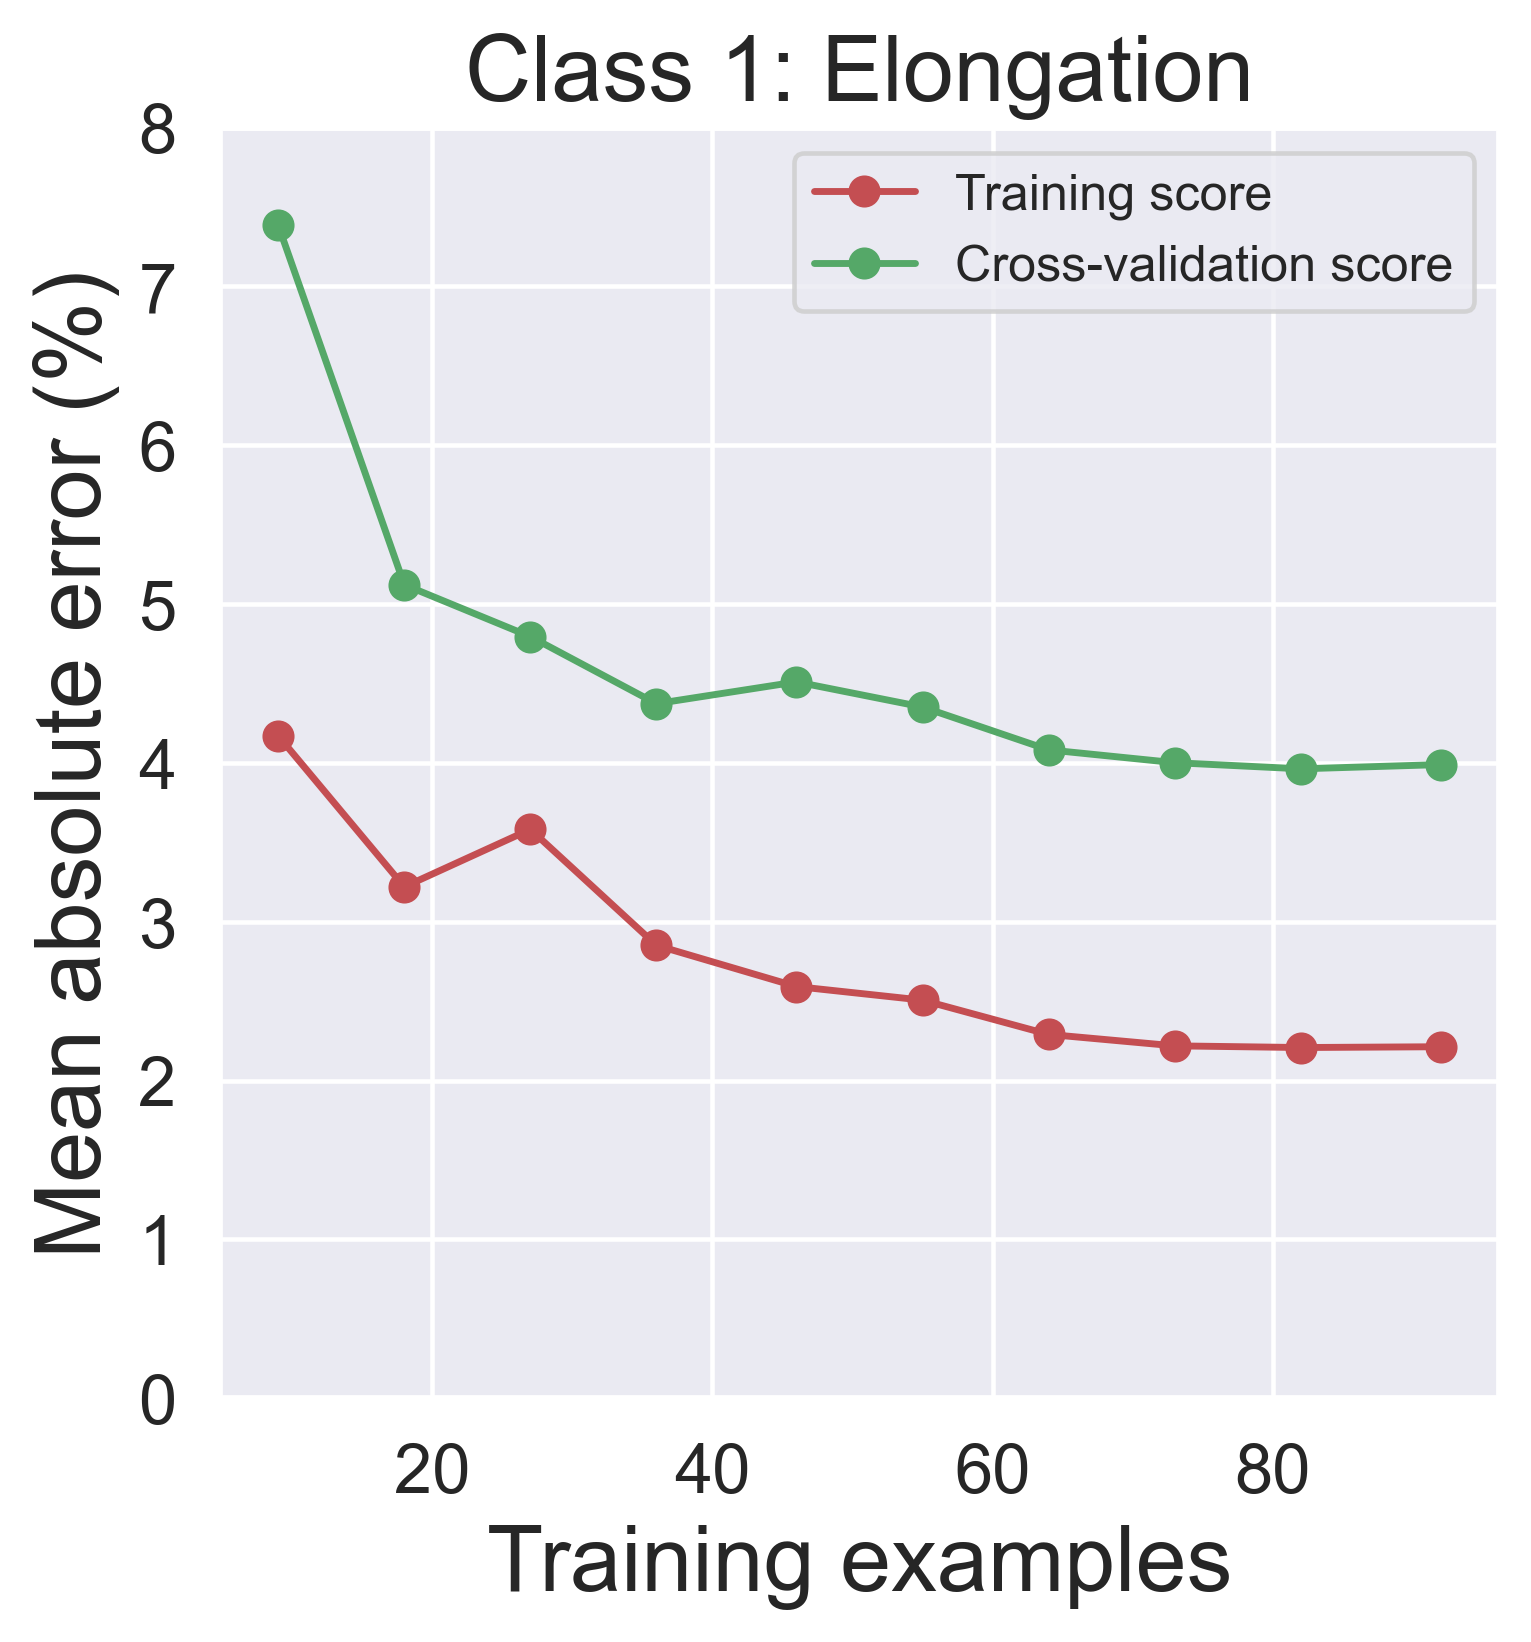 Class 1: Elongation
Training score
Cross-validation score
Mean absolute error (%)
8
7
6
5
4
3
2
1
0
20 40 60 80
Training examples